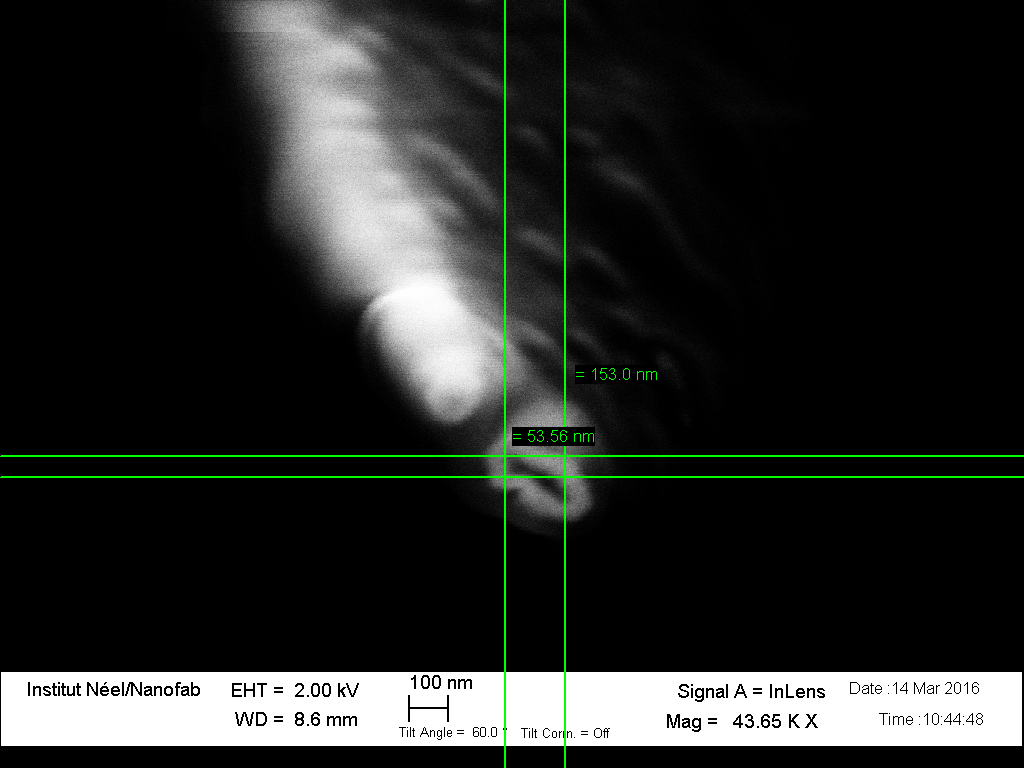 = 153.0 nm
= 53.56 nm
Institut Néel/Nanofab
EHT = 2.00 kV
WD = 8.6 mm
100 nm
Tilt Angle = 60.0 °
Tilt Corrn. = Off
Signal A = InLens
Mag = 43.65 K X
Date :14 Mar 2016
Time :10:44:48